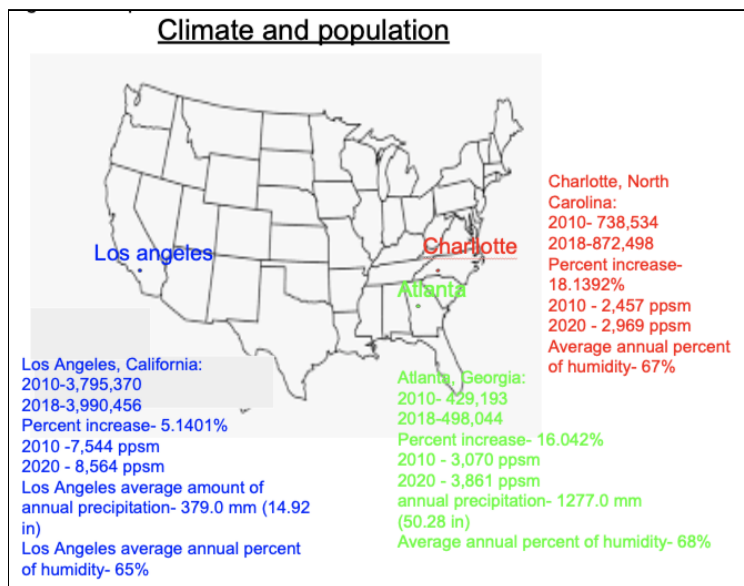 Climate and population
Los angeles
Charlotte
Atlanta
Charlotte, North
Carolina:
2010- 738,534
2018-872,498
Percent increase-
18.1392%
2010 - 2,457 ppsm
2020 - 2,969 ppsm
Average annual percent
of humidity- 67%
Los Angeles, California:
2010-3,795,370
2018-3,990,456
Percent increase- 5.1401%
2010 -7,544 ppsm
2020 - 8,564 ppsm
Los Angeles average amount of
annual precipitation- 379.0 mm (14.92
in)
Los Angeles average annual percent
of humidity- 65%
Atlanta, Georgia:
2010- 429,193
2018-498,044
Percent increase- 16.042%
2010 - 3,070 ppsm
2020 - 3,861 ppsm
annual precipitation- 1277.0 mm
(50.28 in)
Average annual percent of humidity- 68%